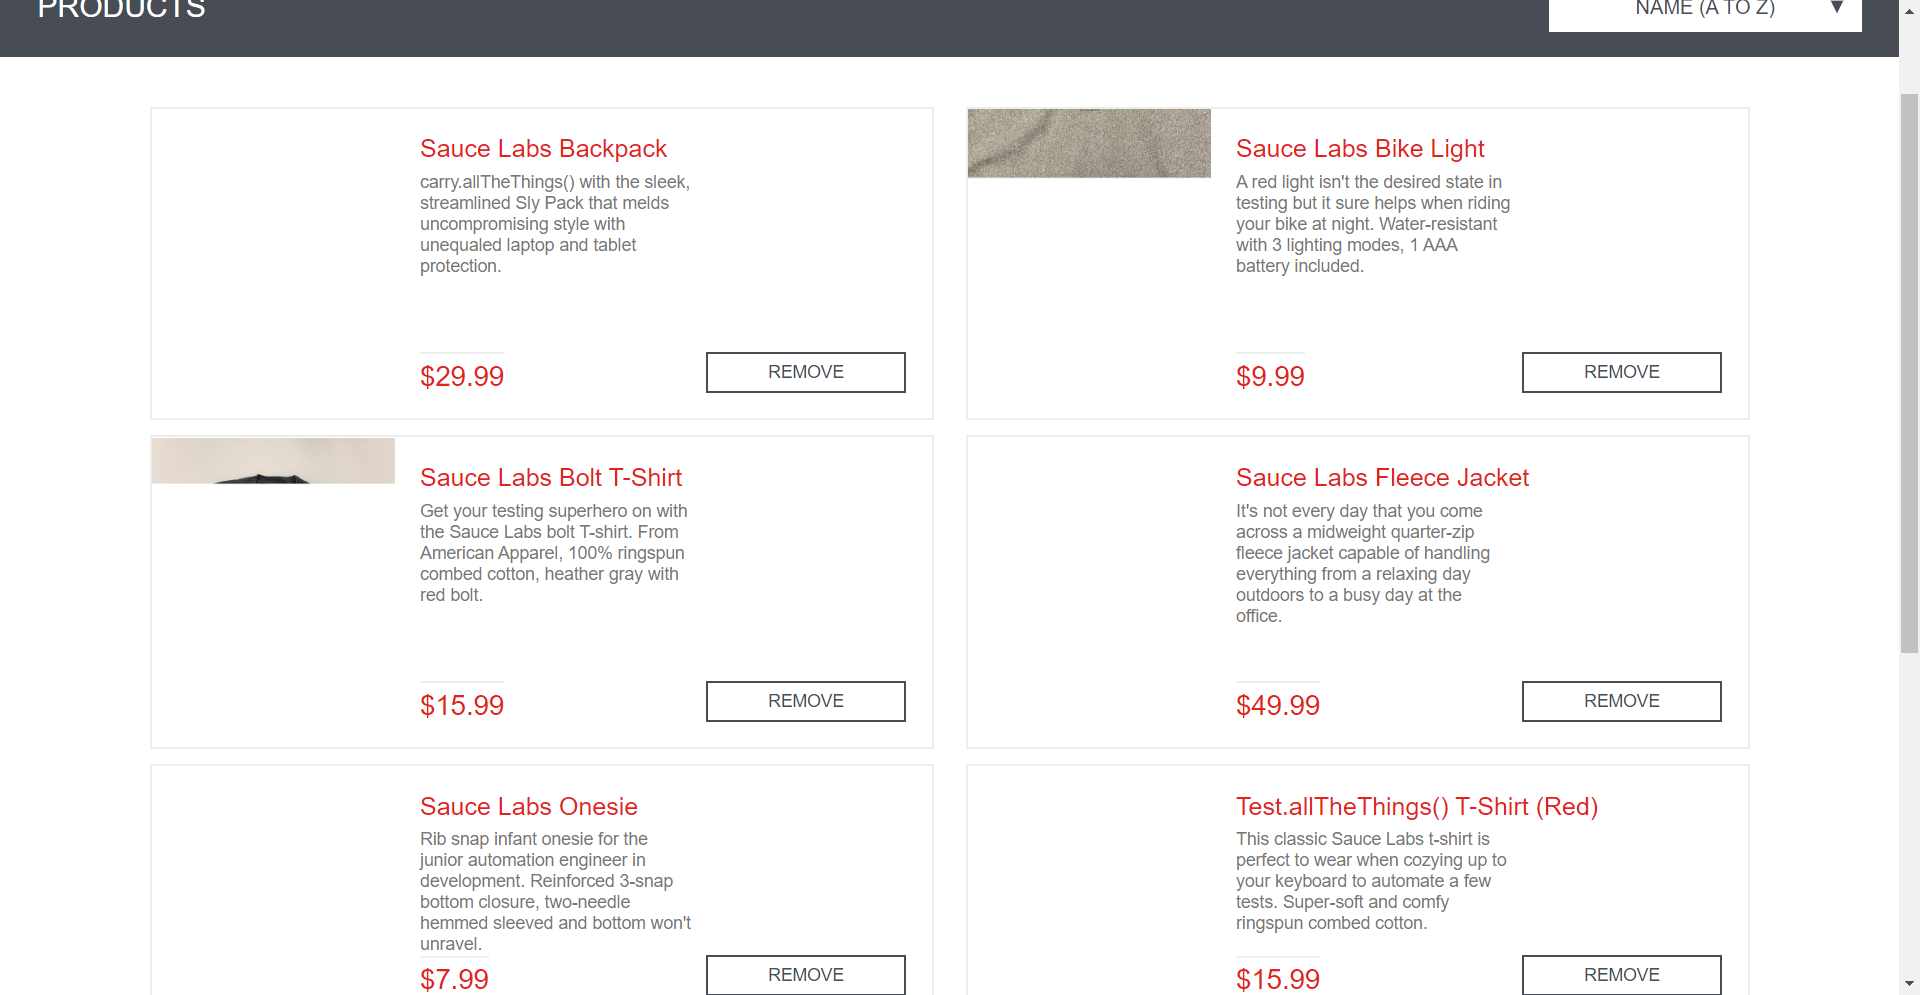 PRODUCTS
NAME (A TO Z) ▼
Sauce Labs Backpack
carry.allTheThings() with the sleek,
streamlined Sly Pack that melds
uncompromising style with
unequaled laptop and tablet
protection.
$29.99
REMOVE
Sauce Labs Bike Light
A red light isn't the desired state in
testing but it sure helps when riding
your bike at night. Water-resistant
with 3 lighting modes, 1 AAA
battery included.
$9.99
REMOVE
Sauce Labs Bolt T-Shirt
Get your testing superhero on with
the Sauce Labs bolt T-shirt. From
American Apparel, 100% ringspun
combed cotton, heather gray with
red bolt.
$15.99
REMOVE
Sauce Labs Fleece Jacket
It's not every day that you come
across a midweight quarter-zip
fleece jacket capable of handling
everything from a relaxing day
outdoors to a busy day at the
office.
$49.99
REMOVE
Sauce Labs Onesie
Rib snap infant onesie for the
junior automation engineer in
development. Reinforced 3-snap
bottom closure, two-needle
hemmed sleeved and bottom won't
unravel.
$7.99
REMOVE
Test.allTheThings() T-Shirt (Red)
This classic Sauce Labs t-shirt is
perfect to wear when cozying up to
your keyboard to automate a few
tests. Super-soft and comfy
ringspun combed cotton.
$15.99
REMOVE